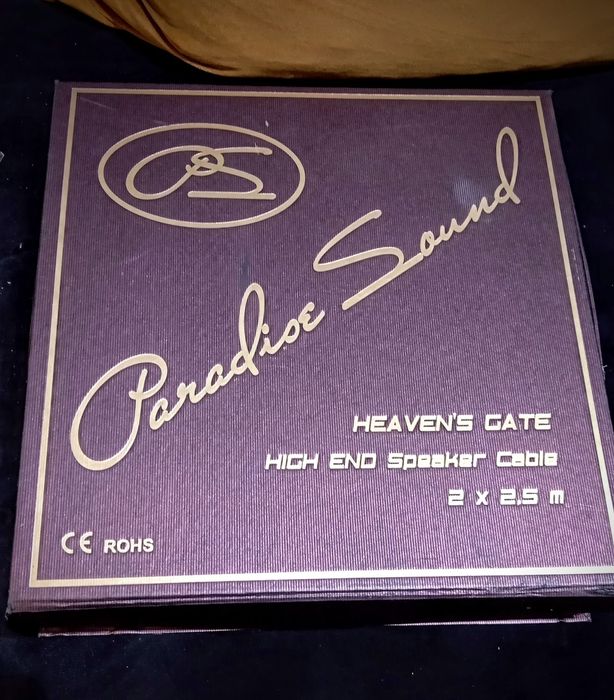 PS
Paradise Sound
HEAVEN'S GATE
HIGH END Speaker Cable
2 x 2.5 m
CE ROHS